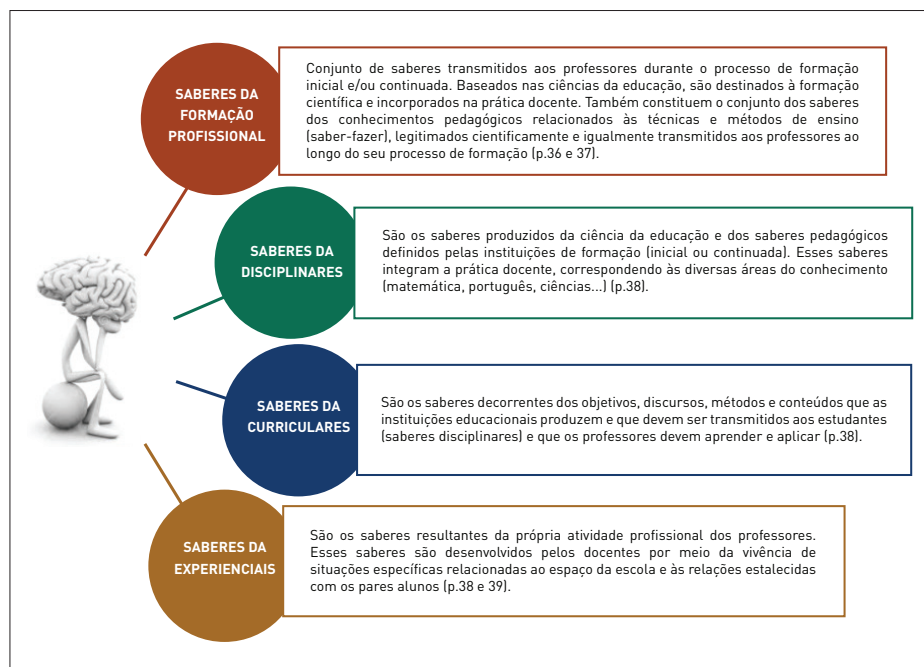 SABERES DA
FORMAÇÃO
PROFISSIONAL
Conjunto de saberes transmitidos aos professores durante o processo de formação
inicial e/ou continuada. Baseados nas ciências da educação, são destinados à formação
científica e incorporados na prática docente. Também constituem o conjunto dos saberes
dos conhecimentos pedagógicos relacionados às técnicas e métodos de ensino
(saber-fazer), legitimados cientificamente e igualmente transmitidos aos professores ao
longo do seu processo de formação (p.36 e 37).
SABERES DA
DISCIPLINARES
São os saberes produzidos da ciência da educação e dos saberes pedagógicos
definidos pelas instituições de formação (inicial ou continuada). Esses saberes
integram a prática docente, correspondendo às diversas áreas do conhecimento
(matemática, português, ciências...) (p.38).
SABERES DA
CURRICULARES
São os saberes decorrentes dos objetivos, discursos, métodos e conteúdos que as
instituições educacionais produzem e que devem ser transmitidos aos estudantes
(saberes disciplinares) e que os professores devem aprender e aplicar (p.38).
SABERES DA
EXPERIENCIAIS
São os saberes resultantes da própria atividade profissional dos professores.
Esses saberes são desenvolvidos pelos docentes por meio da vivência de
situações específicas relacionadas ao espaço da escola e às relações estalecidas
com os pares alunos (p.38 e 39).